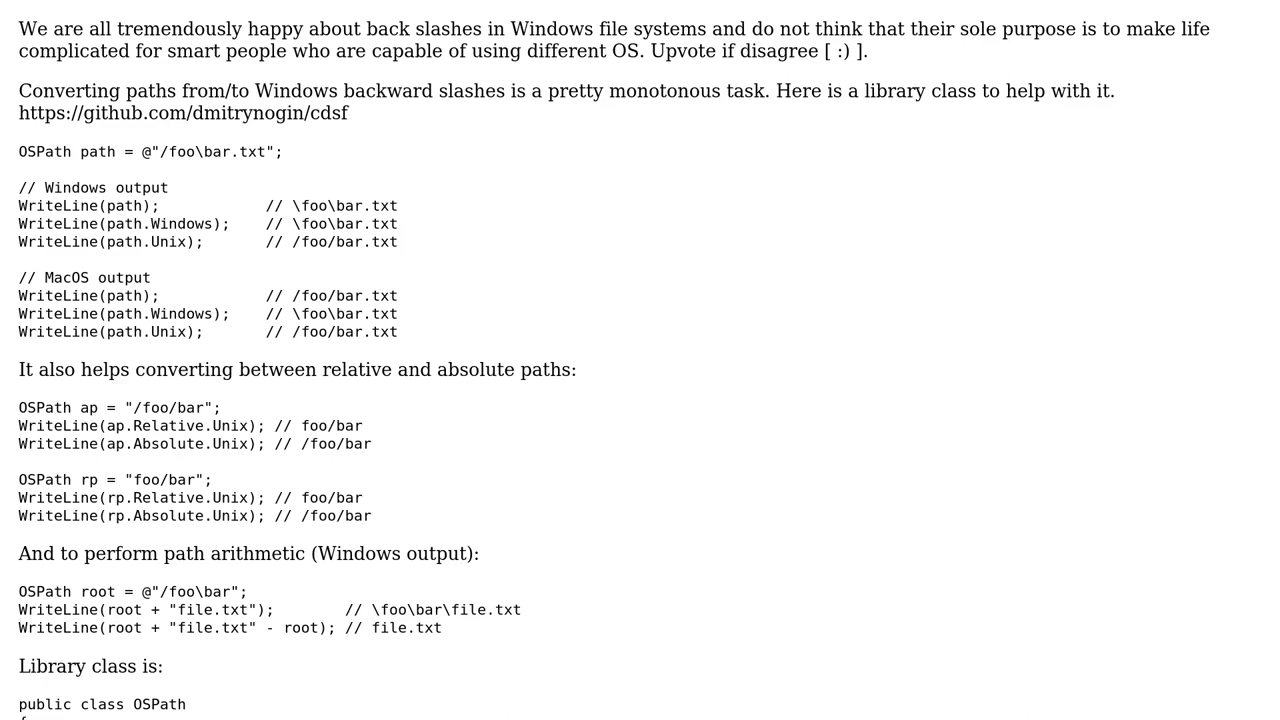 We are all tremendously happy about back slashes in Windows file systems and do not think that their sole purpose is to make life
complicated for smart people who are capable of using different OS. Upvote if disagree [ :) ].
Converting paths from/to Windows backward slashes is a pretty monotonous task. Here is a library class to help with it.
https://github.com/dmitrynogin/cdsf
OSPath path = @"/foo\bar.txt";
// Windows output
WriteLine(path);            // \foo\bar.txt
WriteLine(path.Windows);    // \foo\bar.txt
WriteLine(path.Unix);       // /foo/bar.txt
// MacOS output
WriteLine(path);            // /foo/bar.txt
WriteLine(path.Windows);    // \foo\bar.txt
WriteLine(path.Unix);       // /foo/bar.txt
It also helps converting between relative and absolute paths:
OSPath ap = "/foo/bar";
WriteLine(ap.Relative.Unix); // foo/bar
WriteLine(ap.Absolute.Unix); // /foo/bar
OSPath rp = "foo/bar";
WriteLine(rp.Relative.Unix); // foo/bar
WriteLine(rp.Absolute.Unix); // /foo/bar
And to perform path arithmetic (Windows output):
OSPath root = @"/foo\bar";
WriteLine(root + "file.txt");        // \foo\bar\file.txt
WriteLine(root + "file.txt" - root); // file.txt
Library class is:
public class OSPath